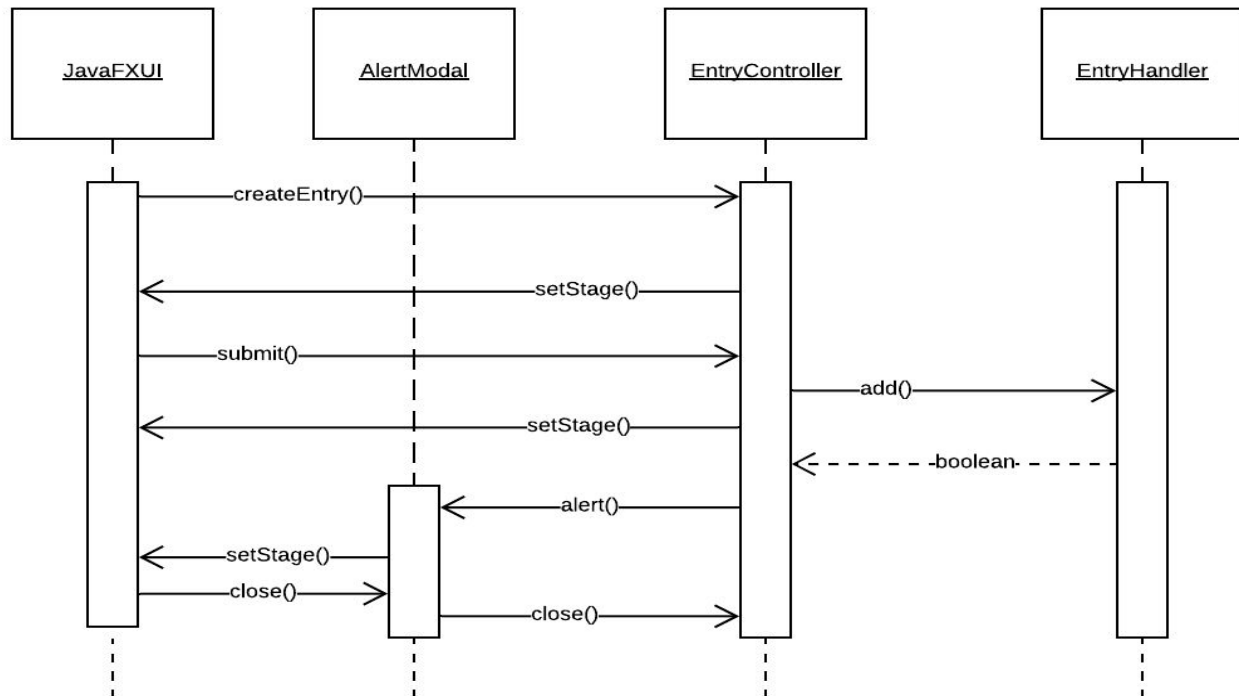 JavaFXUI
AlertModal
EntryController
EntryHandler
createEntry()
setStage()
submit()
add()
setStage()
boolean
alert()
setStage()
close()
close()